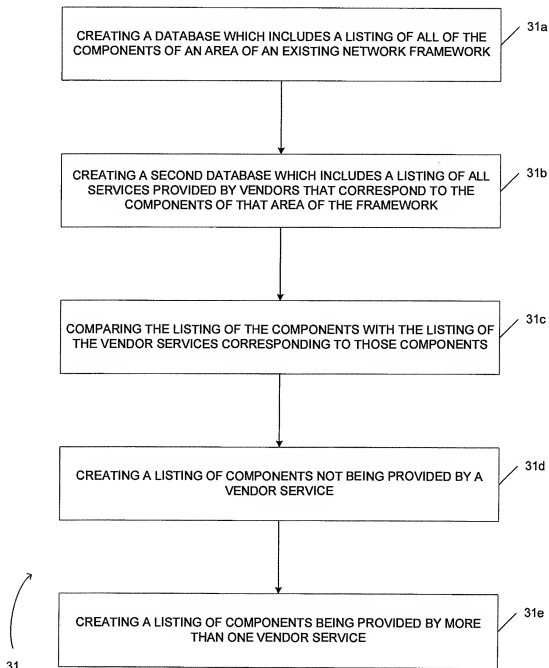 CREATING A DATABASE WHICH INCLUDES A LISTING OF ALL OF THE
COMPONENTS OF AN AREA OF AN EXISTING NETWORK FRAMEWORK
31a
CREATING A SECOND DATABASE WHICH INCLUDES A LISTING OF ALL
SERVICES PROVIDED BY VENDORS THAT CORRESPOND TO THE
COMPONENTS OF THAT AREA OF THE FRAMEWORK
31b
COMPARING THE LISTING OF THE COMPONENTS WITH THE LISTING OF
THE VENDOR SERVICES CORRESPONDING TO THOSE COMPONENTS
31c
CREATING A LISTING OF COMPONENTS NOT BEING PROVIDED BY A
VENDOR SERVICE
31d
CREATING A LISTING OF COMPONENTS BEING PROVIDED BY MORE
THAN ONE VENDOR SERVICE
31e
31